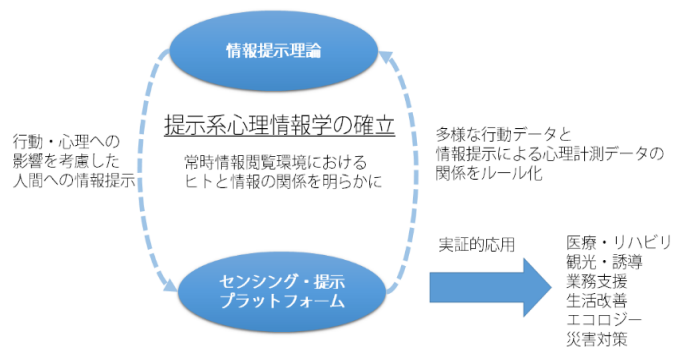 情報提示理論
提示系心理情報学の確立
常時情報閲覧環境における
ヒトと情報の関係を明らかに
行動・心理への
影響を考慮した
人間への情報提示
多様な行動データと
情報提示による心理計測データの
関係をルール化
センシング・提示
プラットフォーム
実証的応用
医療・リハビリ
観光・誘導
業務支援
生活改善
エコロジー
災害対策